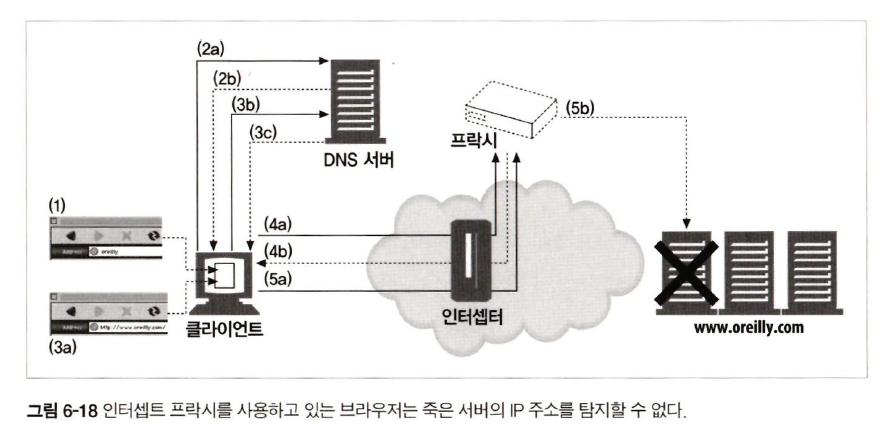 (2a)
(2b)
(3b)
(3c)
DNS 서버
(5b)
프락시
(1)
oreilly
(4a)
(4b)
(5a)
http://www.oreilly.com/
(3a)
클라이언트
인터셉터
www.oreilly.com
그림 6-18 인터셉트 프락시를 사용하고 있는 브라우저는 죽은 서버의 IP 주소를 탐지할 수 없다.